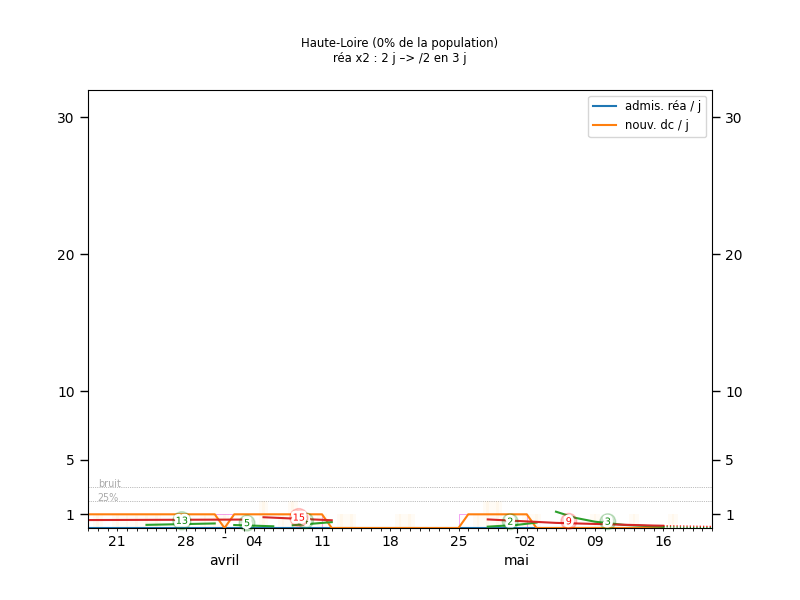 Haute-Loire (0% de la population)
réa x2 : 2 j –> /2 en 3 j
admis. réa / j
nouv. dc / j
30 30
20 20
10 10
5 5
bruit
25%
1 1
13 5 15 2 9 3
21 28 - 04 11 18 25 -02 09 16
avril mai